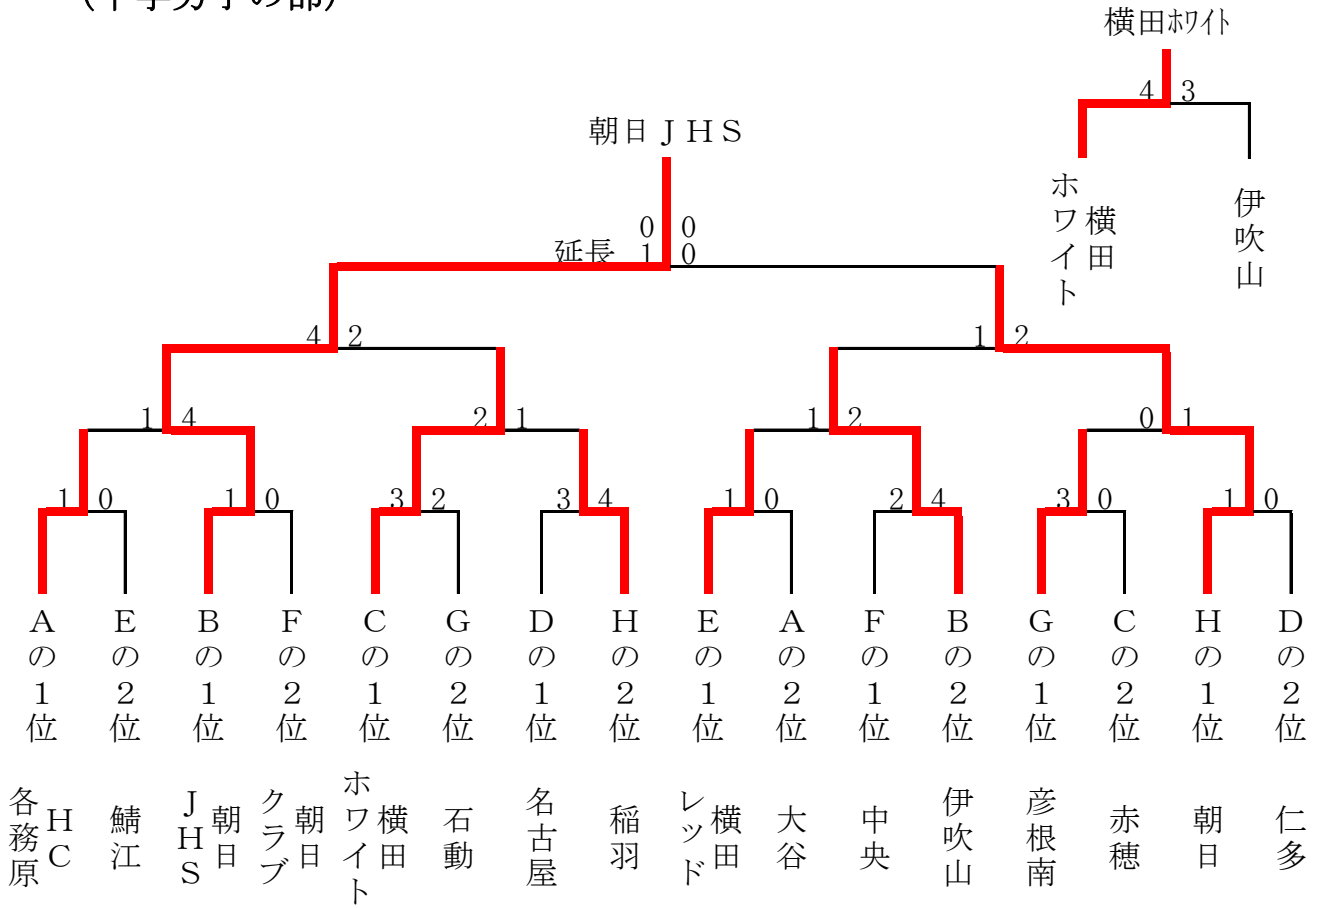 (中学男子の部)
横田ホワイト
4 3
朝日ＪＨＳ
横田ホワイト
伊吹山
0 0
延長 1 0
4 2
1 2
1 4
2 1
1 2
0 1
1 0
1 0
3 2
3 4
1 0
2 4
3 0
1 0
Ａの１位
Ｅの２位
Ｂの１位
Ｆの２位
Ｃの１位
Ｇの２位
Ｄの１位
Ｈの２位
Ｅの１位
Ａの２位
Ｆの１位
Ｂの２位
Ｇの１位
Ｃの２位
Ｈの１位
Ｄの２位
各務原ＨＣ
鯖江
朝日ＪＨＳ
朝日クラブ
横田ホワイト
石動
名古屋
稲羽
横田レッド
大谷
中央
伊吹山
彦根南
赤穂
朝日
仁多